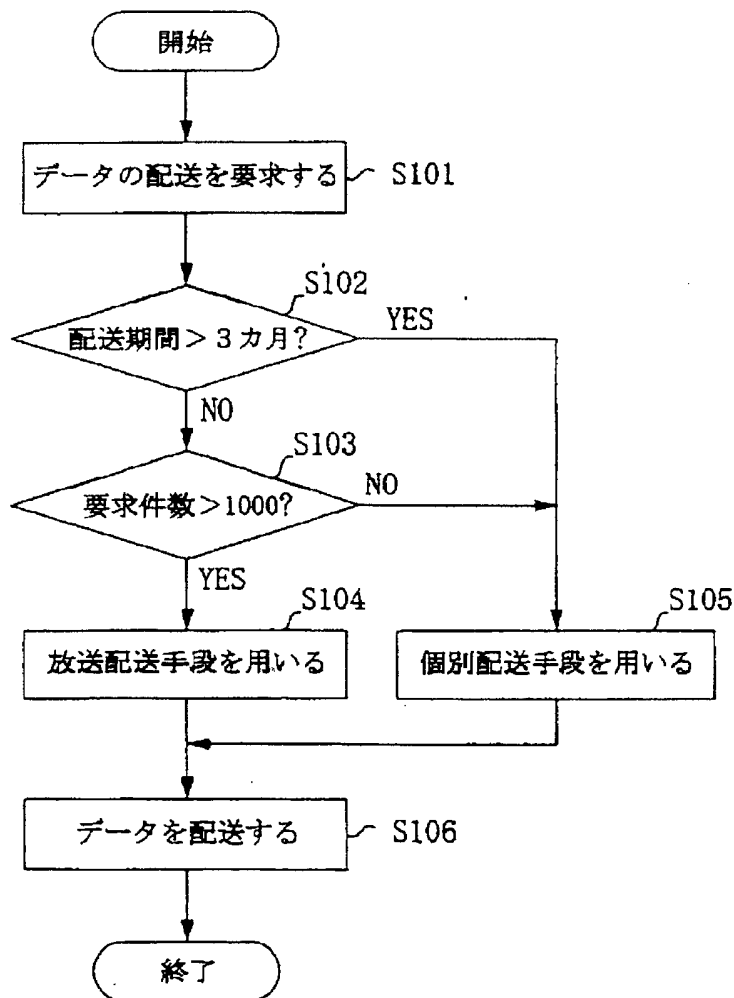 開始
データの配送を要求する
S101
S102
配送期間＞３カ月?
YES
NO
S103
要求件数＞1000?
NO
YES
S104
放送配送手段を用いる
S105
個別配送手段を用いる
データを配送する
S106
終了